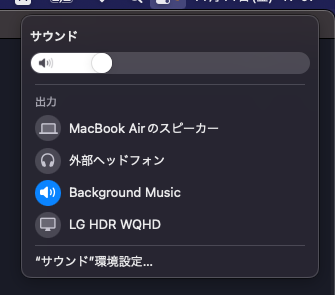 サウンド
出力
MacBook Airのスピーカー
外部ヘッドフォン
Background Music
LG HDR WQHD
“サウンド”環境設定...